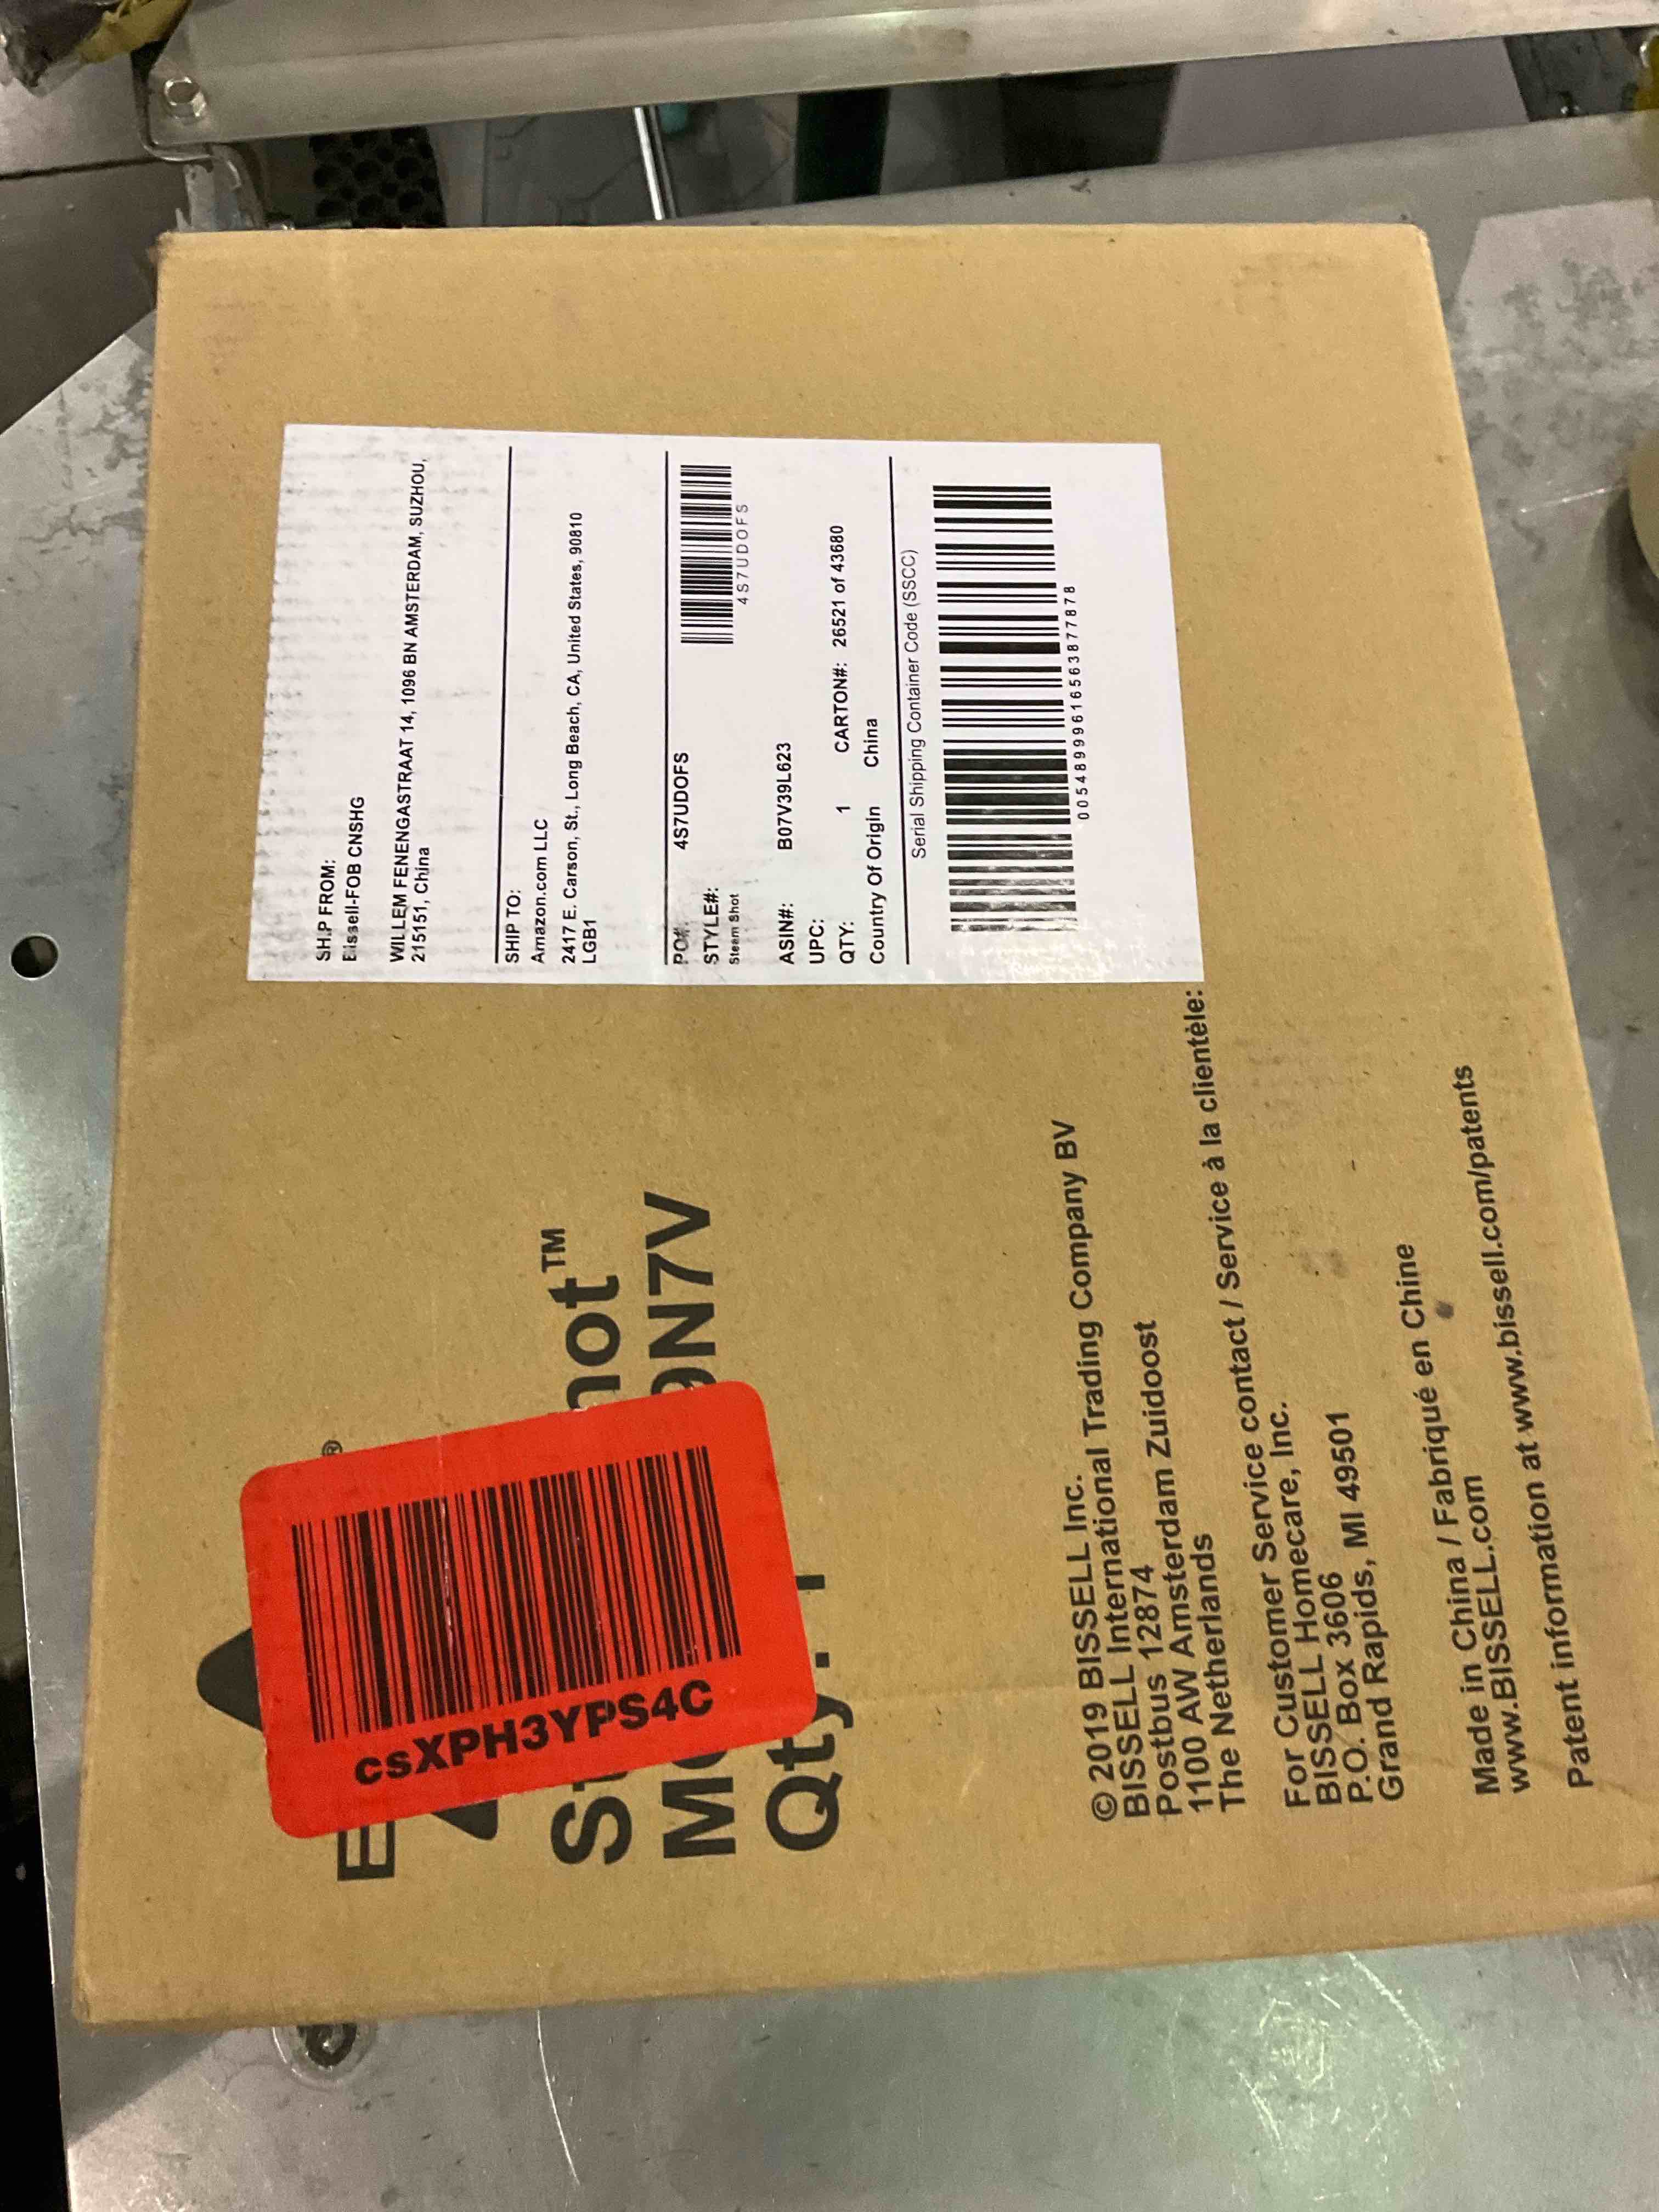 SHIP FROM:
Bissell-FOB CNSHG
WILLEM FENENGASTRAAT 14, 1096 BN AMSTERDAM, SUZHOU,
215151, China
SHIP TO:
Amazon.com LLC
2417 E. Carson, St., Long Beach, CA, United States, 90810
LGB1
PO#: 4S7UDOFS
4S7UDOFS
STYLE#:
Steam Shot
ASIN#: B07V39L623
UPC:
QTY: 1 CARTON#: 26521 of 43680
Country Of Origin China
Serial Shipping Container Code (SSCC)
00548999616563877878
®
csXPH3YPS4C
hot™
9N7V
Qty. 1
© 2019 BISSELL Inc.
BISSELL International Trading Company BV
Postbus 12874
1100 AW Amsterdam Zuidoost
The Netherlands
For Customer Service contact / Service à la clientèle:
BISSELL Homecare, Inc.
P.O. Box 3606
Grand Rapids, MI 49501
Made in China / Fabriqué en Chine
www.BISSELL.com
Patent information at www.bissell.com/patents